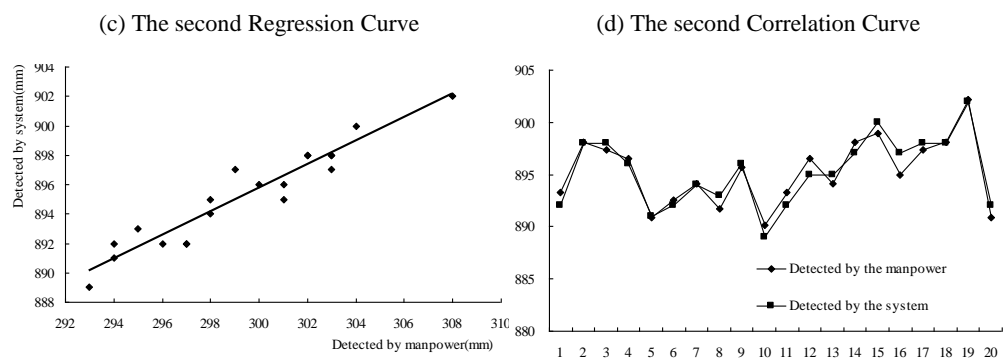 (c) The second Regression Curve
(d) The second Correlation Curve
Detected by system(mm)
904
902
900
898
896
894
892
890
888
292 294 296 298 300 302 304 306 308 310
Detected by manpower(mm)
905
900
895
890
885
880
Detected by the manpower
Detected by the system
1 2 3 4 5 6 7 8 9 10 11 12 13 14 15 16 17 18 19 20